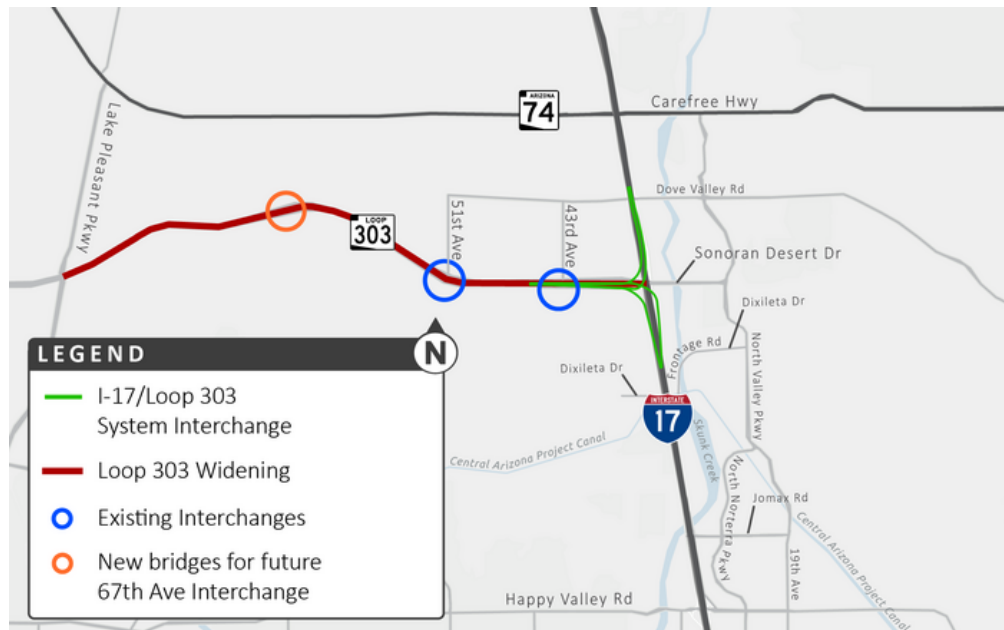 ARIZONA
74
Carefree Hwy
Lake Pleasant Pkwy
Dove Valley Rd
LOOP
303
51st Ave
43rd Ave
Sonoran Desert Dr
Dixileta Dr
Frontage Rd
North Valley Pkwy
Dixileta Dr
INTERSTATE
17
Skunk Creek
Central Arizona Project Canal
North Norterra Pkwy
Jomax Rd
19th Ave
Central Arizona Project Canal
Happy Valley Rd
N
LEGEND
I-17/Loop 303
System Interchange
Loop 303 Widening
Existing Interchanges
New bridges for future
67th Ave Interchange